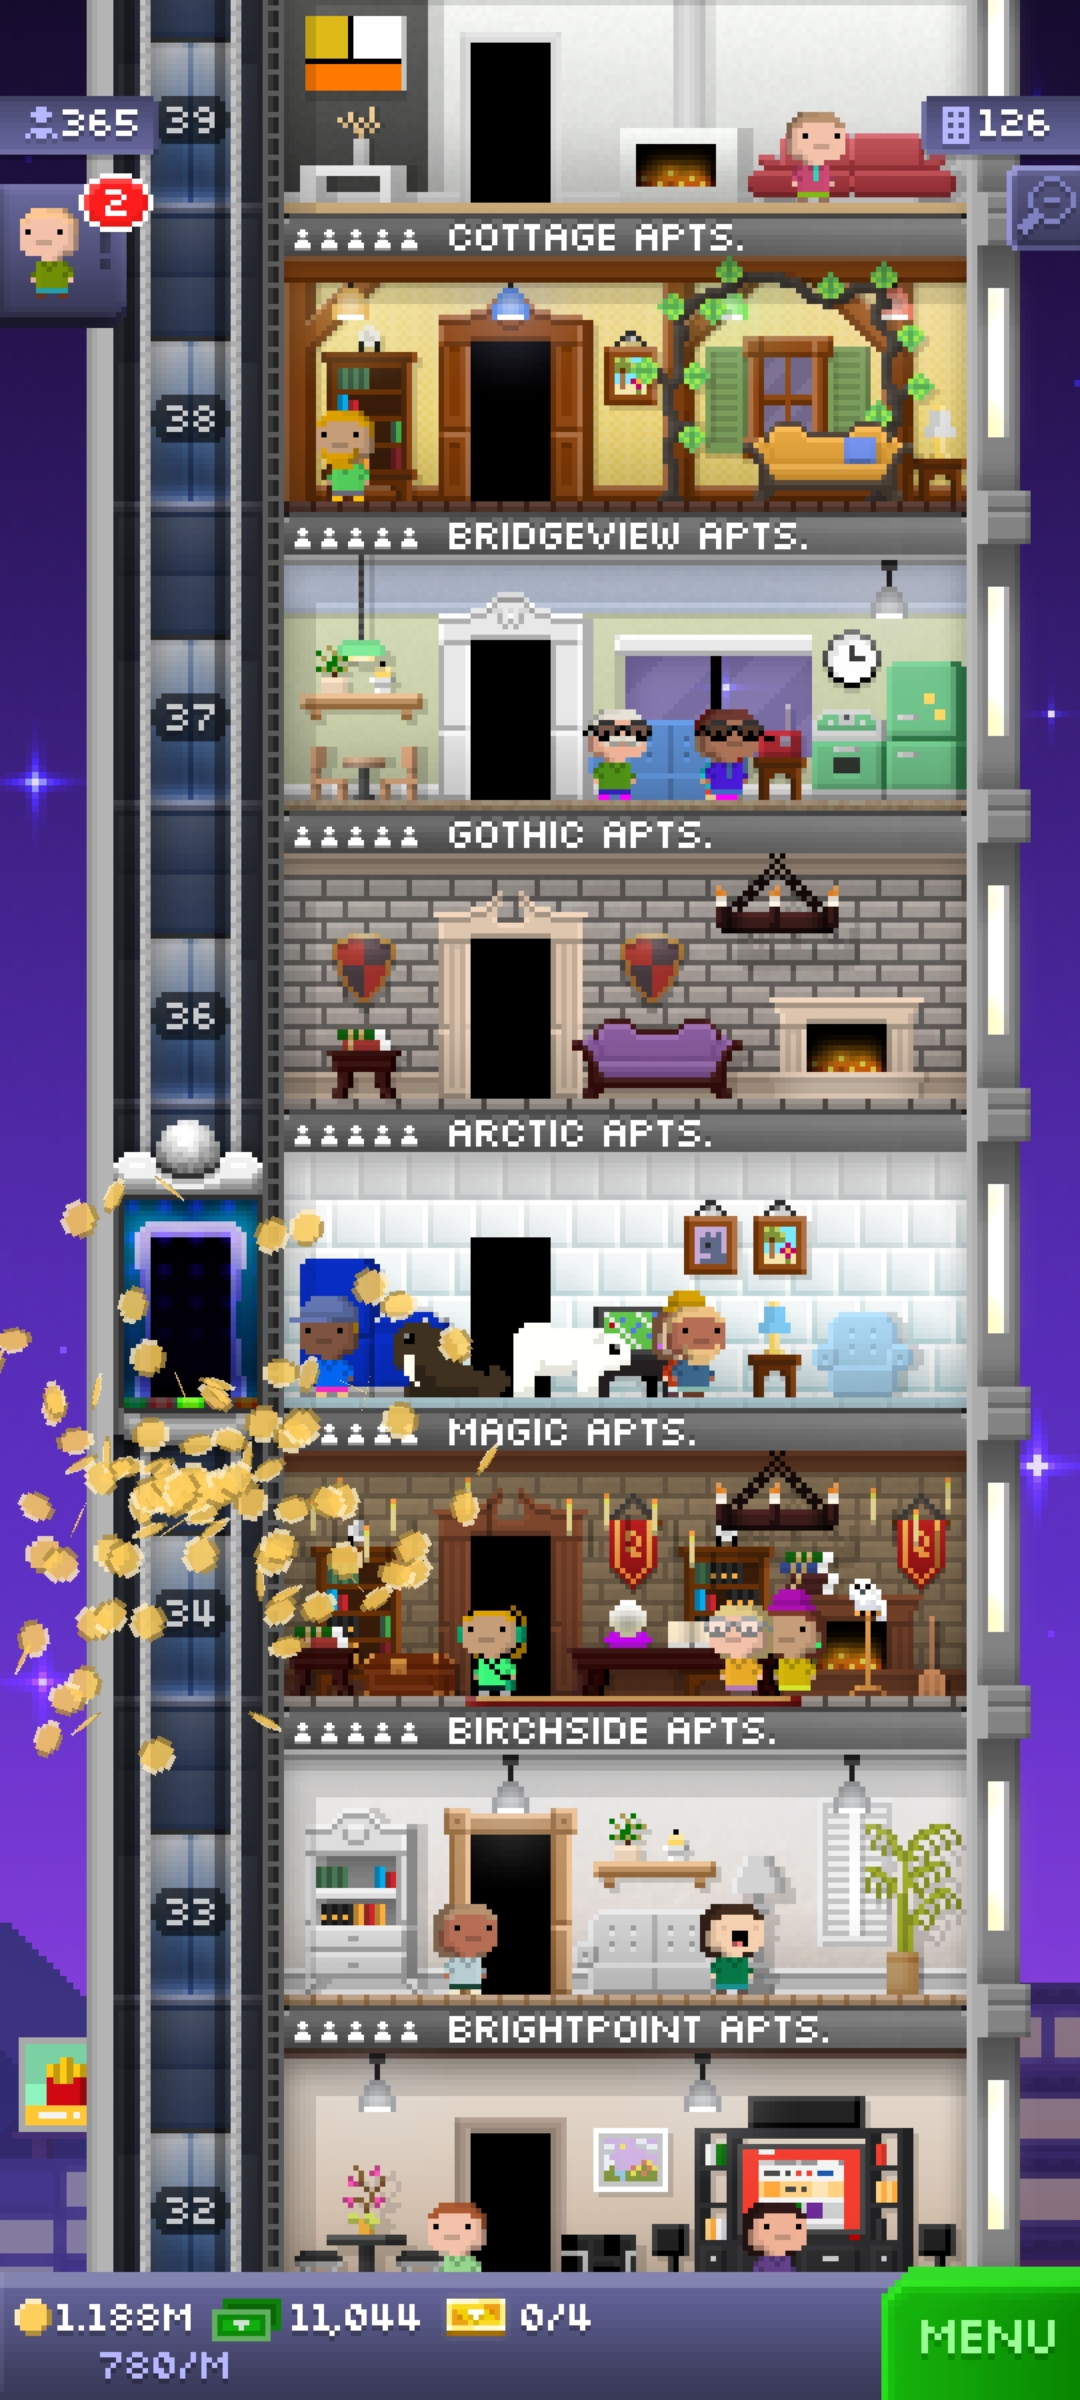 365
39
126
2
COTTAGE APTS.
38
BRIDGEVIEW APTS.
37
GOTHIC APTS.
36
ARCTIC APTS.
MAGIC APTS.
34
BIRCHSIDE APTS.
33
BRIGHTPOINT APTS.
32
1.188M 11,044 0/4
780/M
MENU